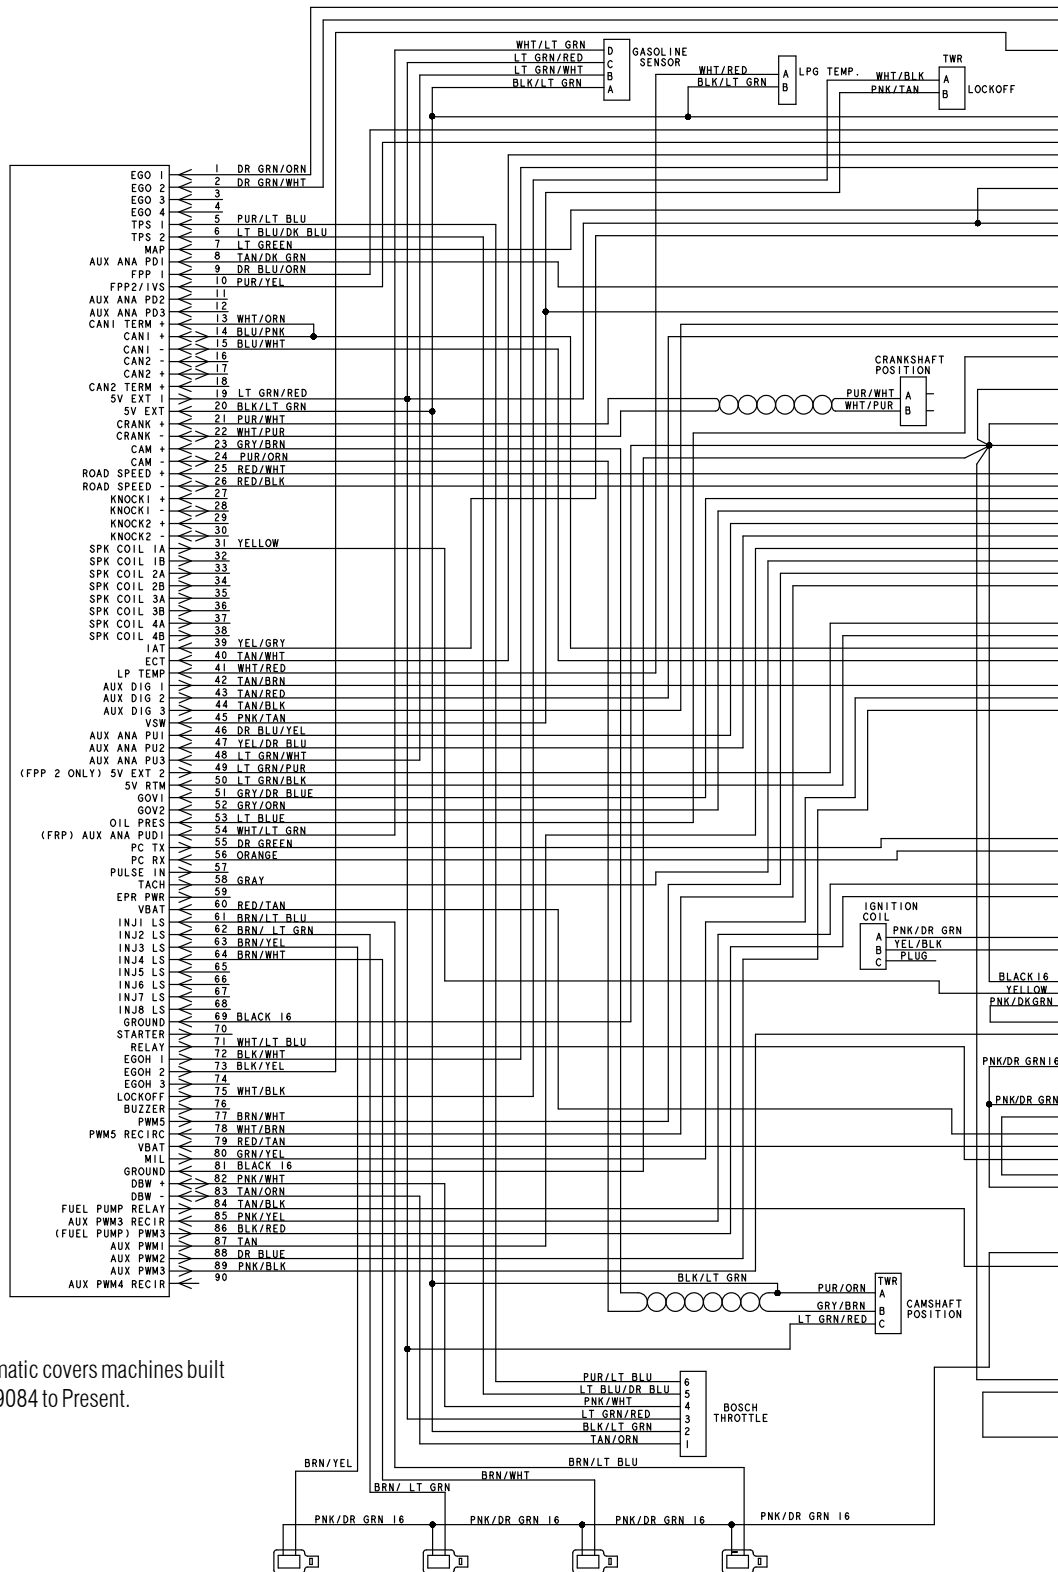 WHT/LT GRN D GASOLINE SENSOR
LT GRN/RED C
LT GRN/WHT B
BLK/LT GRN A
WHT/RED A LPG TEMP.
BLK/LT GRN B
TWR
WHT/BLK A LOCKOFF
PNK/TAN B
EGO 1 1 DR GRN/ORN
EGO 2 2 DR GRN/WHT
EGO 3 3
EGO 4 4
TPS 1 5 PUR/LT BLU
TPS 2 6 LT BLU/DK BLU
MAP 7 LT GREEN
AUX ANA PD1 8 TAN/DK GRN
FPP 1 9 DR BLU/ORN
FPP2/IVS 10 PUR/YEL
AUX ANA PD2 11
AUX ANA PD3 12
CAN1 TERM + 13 WHT/ORN
CAN1 + 14 BLU/PNK
CAN1 - 15 BLU/WHT
CAN2 - 16
CAN2 + 17
CAN2 TERM + 18
5V EXT 1 19 LT GRN/RED
5V EXT 20 BLK/LT GRN
CRANK + 21 PUR/WHT
CRANK - 22 WHT/PUR
CAM + 23 GRY/BRN
CAM - 24 PUR/ORN
ROAD SPEED + 25 RED/WHT
ROAD SPEED - 26 RED/BLK
KNOCK1 + 27
KNOCK1 - 28
KNOCK2 + 29
KNOCK2 - 30
SPK COIL 1A 31 YELLOW
SPK COIL 1B 32
SPK COIL 2A 33
SPK COIL 2B 34
SPK COIL 3A 35
SPK COIL 3B 36
SPK COIL 4A 37
SPK COIL 4B 38
IAT 39 YEL/GRY
ECT 40 TAN/WHT
LP TEMP 41 WHT/RED
AUX DIG 1 42 TAN/BRN
AUX DIG 2 43 TAN/RED
AUX DIG 3 44 TAN/BLK
VSW 45 PNK/TAN
AUX ANA PU1 46 DR BLU/YEL
AUX ANA PU2 47 YEL/DR BLU
AUX ANA PU3 48 LT GRN/WHT
(FPP 2 ONLY) 5V EXT 2 49 LT GRN/PUR
5V RTM 50 LT GRN/BLK
GOV1 51 GRY/DR BLUE
GOV2 52 GRY/ORN
OIL PRES 53 LT BLUE
(FRP) AUX ANA PUD1 54 WHT/LT GRN
PC TX 55 DR GREEN
PC RX 56 ORANGE
PULSE IN 57
TACH 58 GRAY
EPR PWR 59
VBAT 60 RED/TAN
INJ1 LS 61 BRN/LT BLU
INJ2 LS 62 BRN/ LT GRN
INJ3 LS 63 BRN/YEL
INJ4 LS 64 BRN/WHT
INJ5 LS 65
INJ6 LS 66
INJ7 LS 67
INJ8 LS 68
GROUND 69 BLACK 16
STARTER 70
RELAY 71 WHT/LT BLU
EGOH 1 72 BLK/WHT
EGOH 2 73 BLK/YEL
EGOH 3 74
LOCKOFF 75 WHT/BLK
BUZZER 76
PWM5 77 BRN/WHT
PWM5 RECIRC 78 WHT/BRN
VBAT 79 RED/TAN
MIL 80 GRN/YEL
GROUND 81 BLACK 16
DBW + 82 PNK/WHT
DBW - 83 TAN/ORN
FUEL PUMP RELAY 84 TAN/BLK
AUX PWM3 RECIR 85 PNK/YEL
(FUEL PUMP) PWM3 86 BLK/RED
AUX PWM1 87 TAN
AUX PWM2 88 DR BLUE
AUX PWM3 89 PNK/BLK
AUX PWM4 RECIR 90
CRANKSHAFT
POSITION
PUR/WHT A
WHT/PUR B
IGNITION
COIL
A PNK/DR GRN
B YEL/BLK
C PLUG
BLACK16
YELLOW
PNK/DKGRN
PNK/DR GRN16
PNK/DR GRN
BLK/LT GRN
TWR
PUR/ORN A
GRY/BRN B
LT GRN/RED C
CAMSHAFT
POSITION
matic covers machines built
9084 to Present.
PUR/LT BLU 6
LT BLU/DR BLU 5
PNK/WHT 4
LT GRN/RED 3
BLK/LT GRN 2
TAN/ORN 1
BOSCH
THROTTLE
BRN/YEL
BRN/ LT GRN
BRN/WHT
BRN/LT BLU
PNK/DR GRN 16
PNK/DR GRN 16
PNK/DR GRN 16
PNK/DR GRN 16